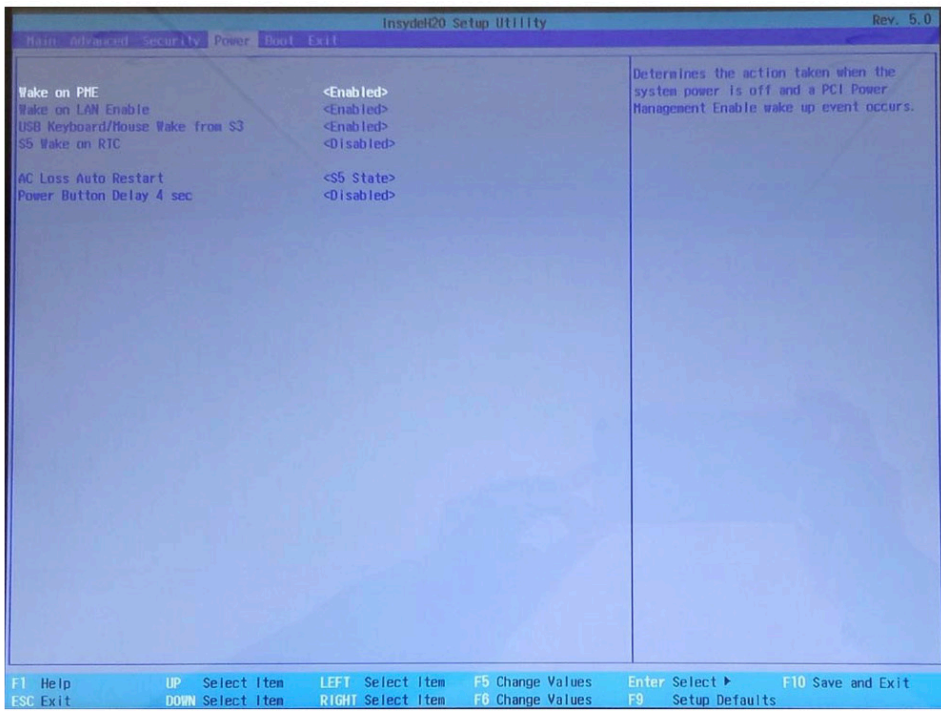 InsydeH20 Setup Utility Rev. 5.0
Main Advanced Security Power Boot Exit
Wake on PME <Enabled>
Wake on LAN Enable <Enabled>
USB Keyboard/Mouse Wake from S3 <Enabled>
S5 Wake on RTC <Disabled>
AC Loss Auto Restart <S5 State>
Power Button Delay 4 sec <Disabled>
Determines the action taken when the
system power is off and a PCI Power
Management Enable wake up event occurs.
F1 Help UP Select Item LEFT Select Item F5 Change Values Enter Select ▶ F10 Save and Exit
ESC Exit DOWN Select Item RIGHT Select Item F6 Change Values F9 Setup Defaults